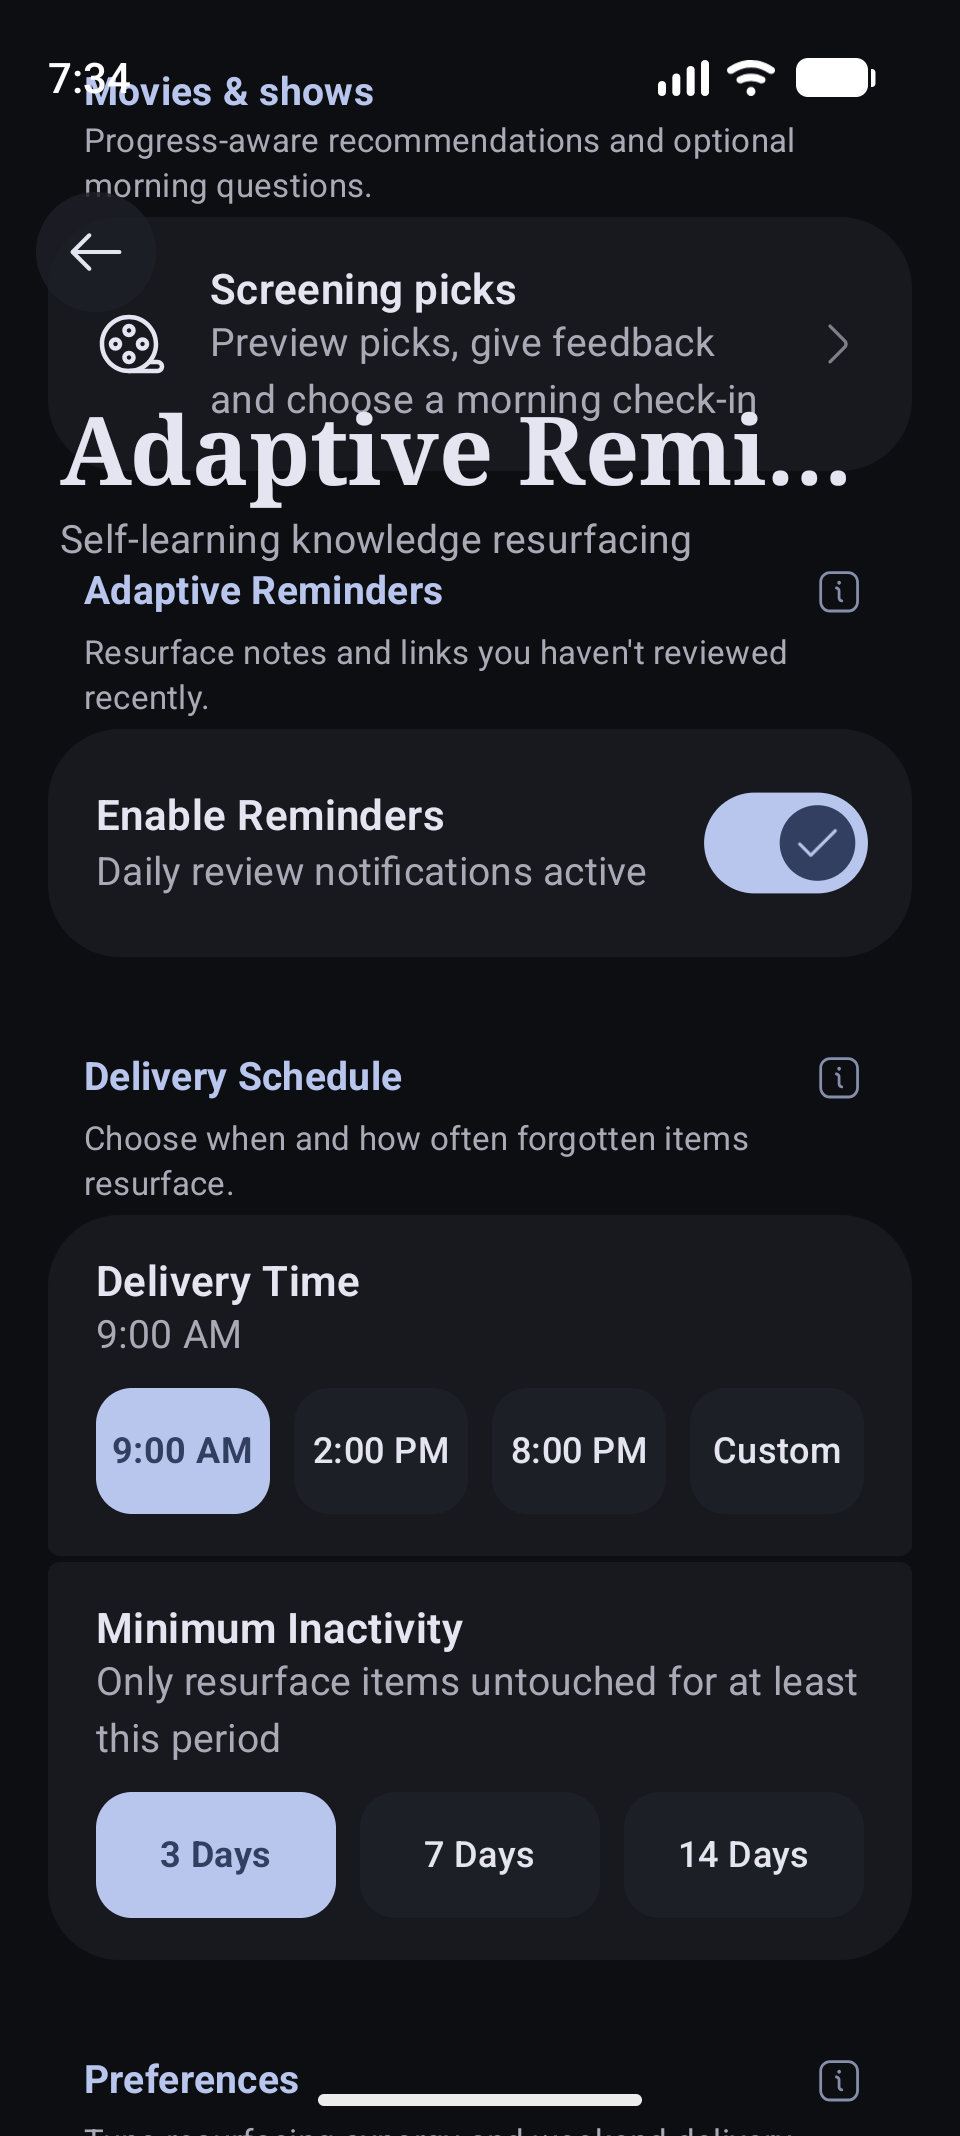 7:34
Movies & shows
Progress-aware recommendations and optional
morning questions.
Screening picks
Preview picks, give feedback
and choose a morning check-in
Adaptive Remi...
Self-learning knowledge resurfacing
Adaptive Reminders
Resurface notes and links you haven't reviewed
recently.
Enable Reminders
Daily review notifications active
Delivery Schedule
Choose when and how often forgotten items
resurface.
Delivery Time
9:00 AM
9:00 AM 2:00 PM 8:00 PM Custom
Minimum Inactivity
Only resurface items untouched for at least
this period
3 Days 7 Days 14 Days
Preferences